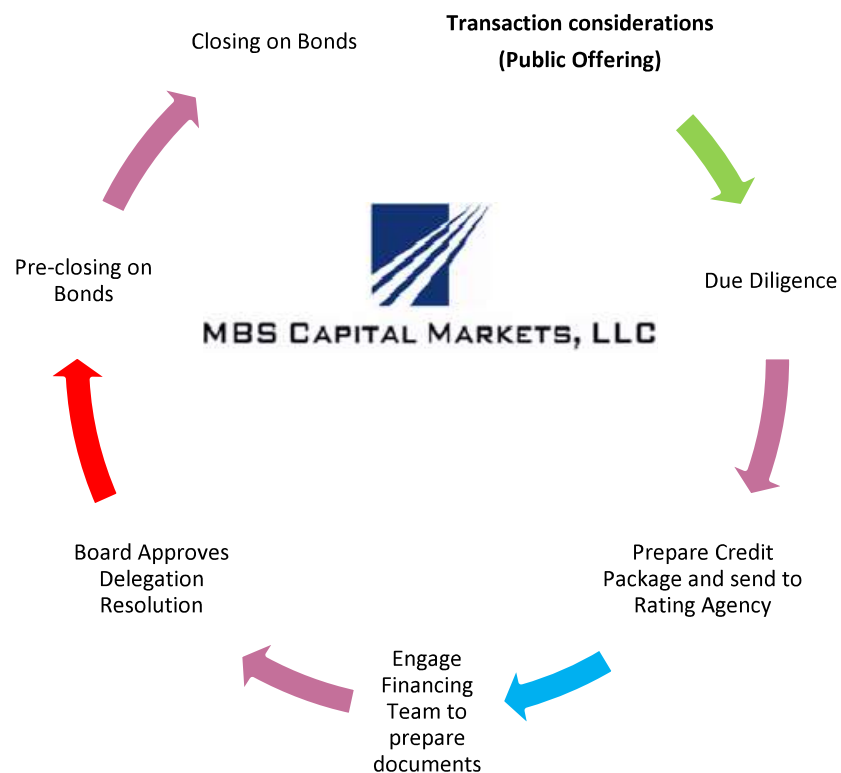 Transaction considerations
(Public Offering)
Due Diligence
Prepare Credit
Package and send to
Rating Agency
Engage
Financing
Team to
prepare
documents
Board Approves
Delegation
Resolution
Pre-closing on
Bonds
Closing on Bonds
MBS CAPITAL MARKETS, LLC